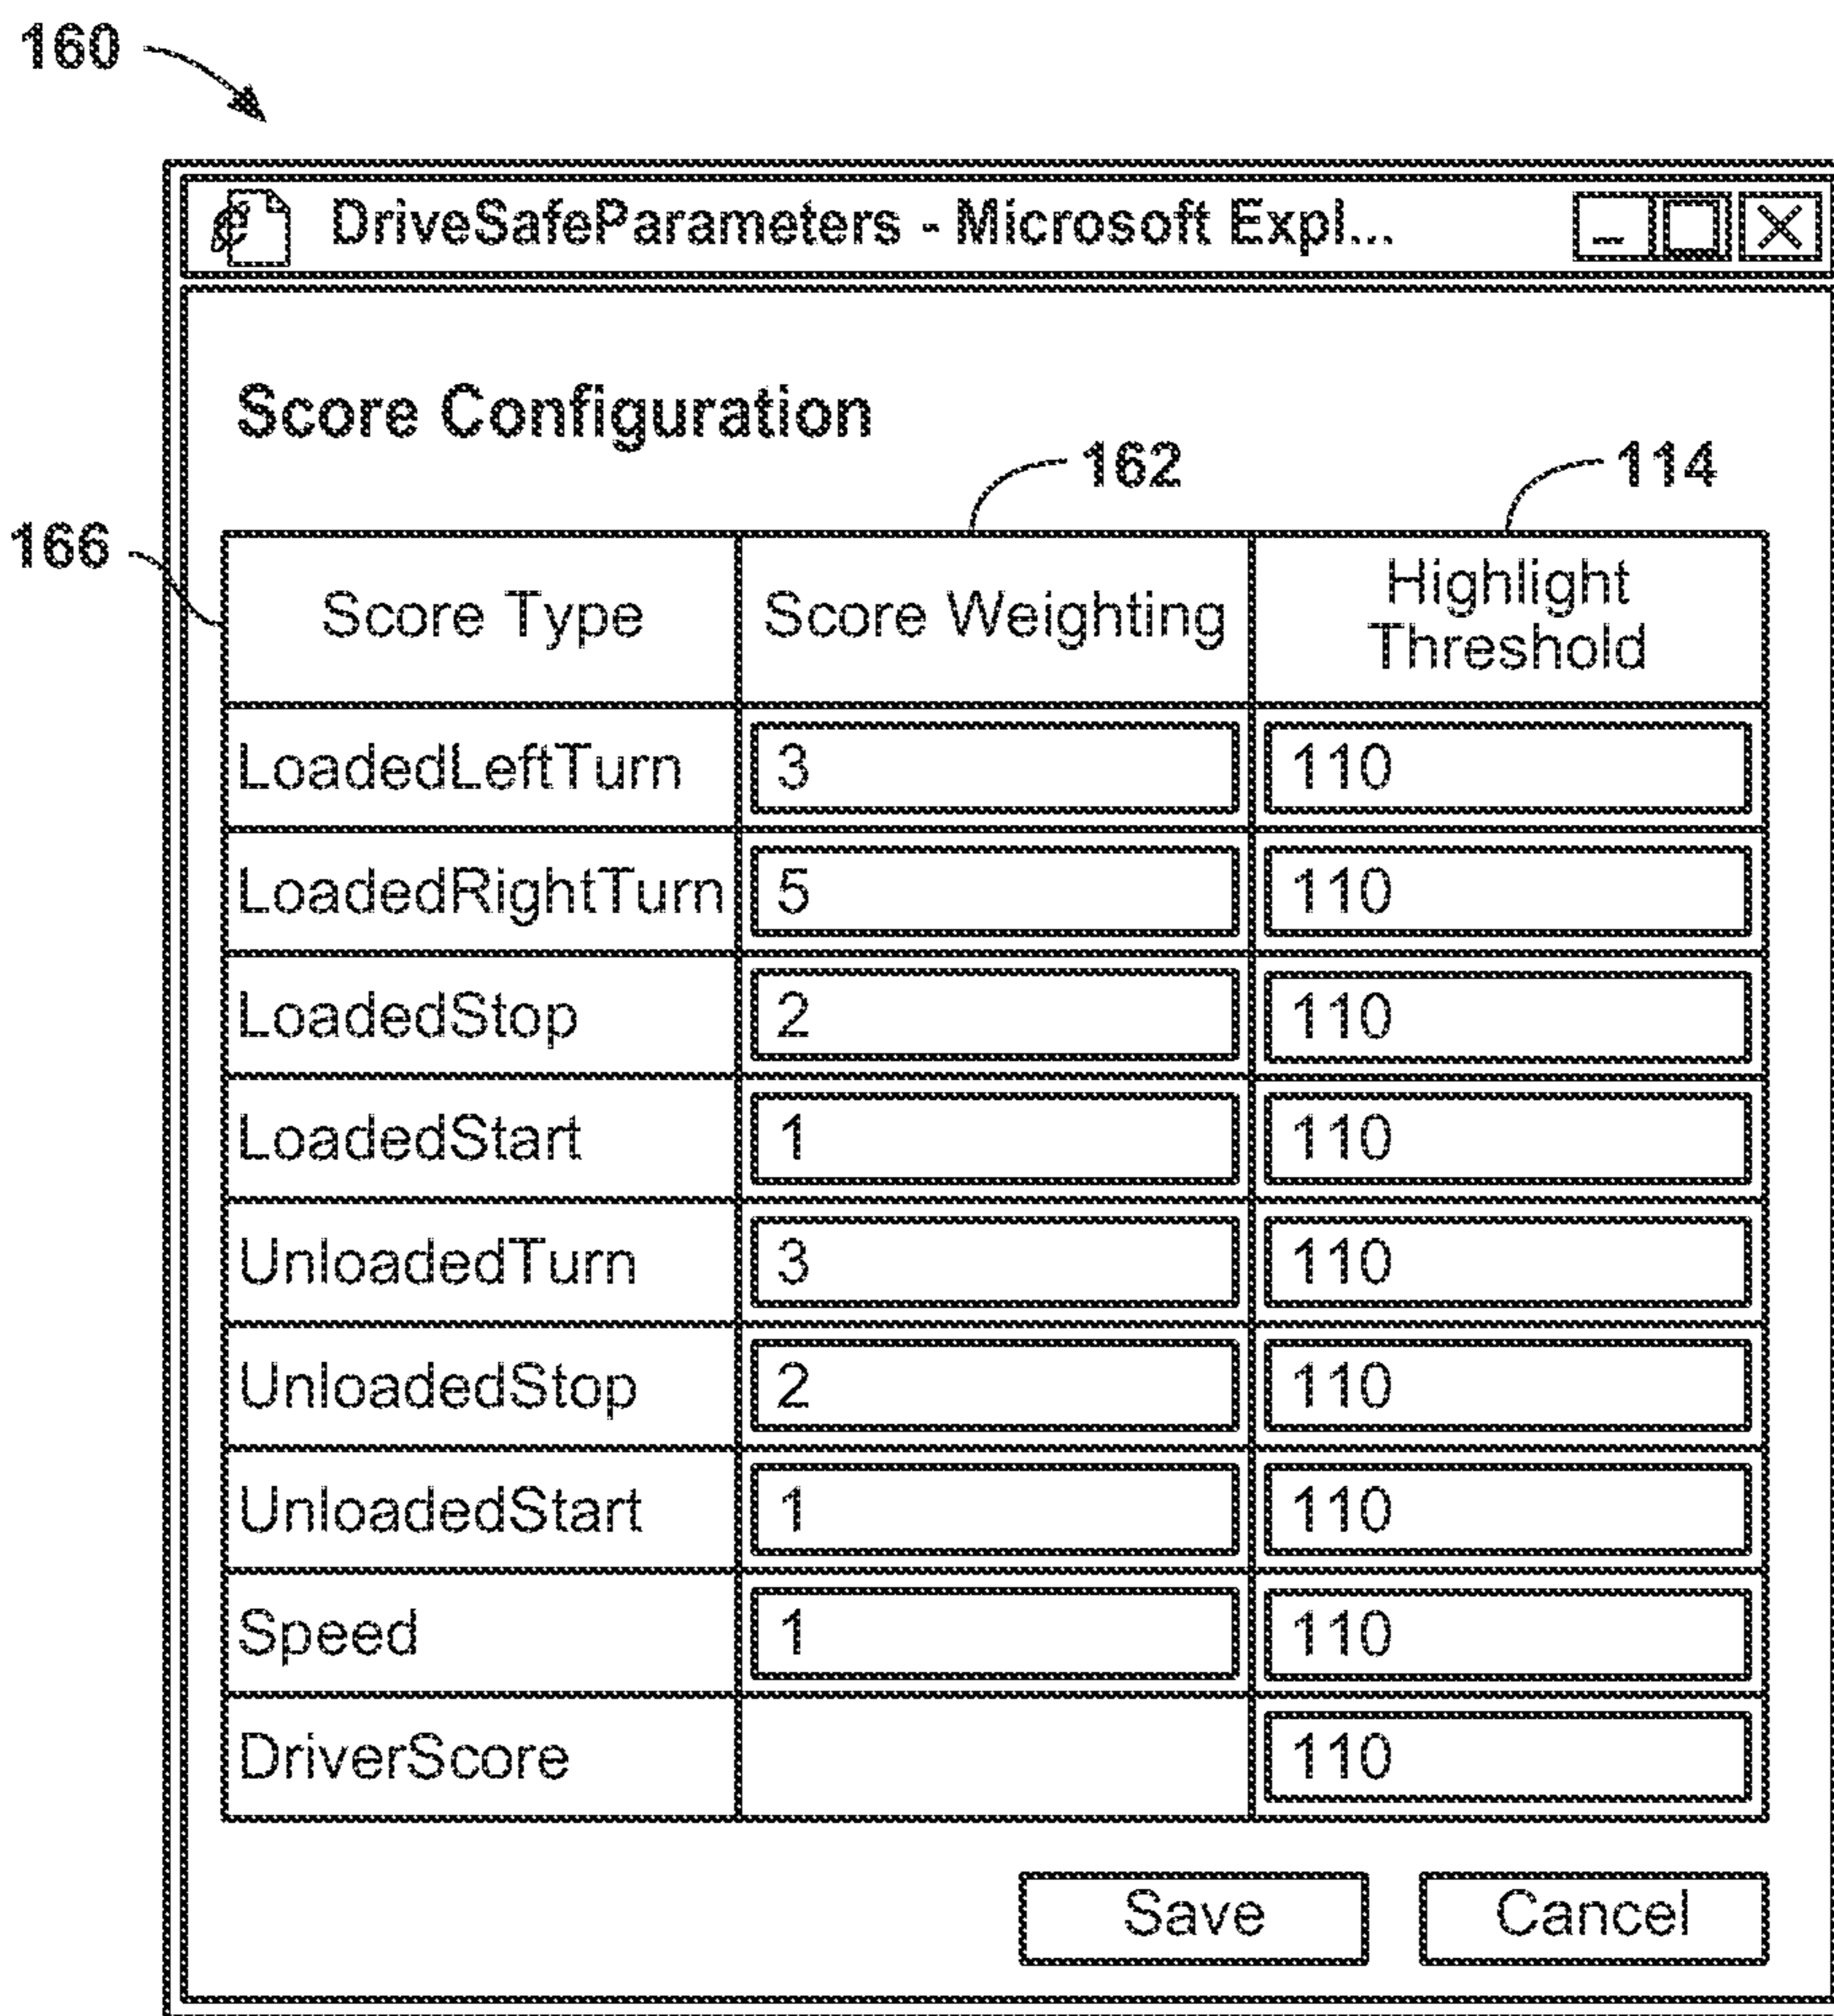 160
DriveSafeParameters - Microsoft Expl...
Score Configuration
162
114
166
Score Type Score Weighting Highlight Threshold
LoadedLeftTurn 3 110
LoadedRightTurn 5 110
LoadedStop 2 110
LoadedStart 1 110
UnloadedTurn 3 110
UnloadedStop 2 110
UnloadedStart 1 110
Speed 1 110
DriverScore 110
Save Cancel